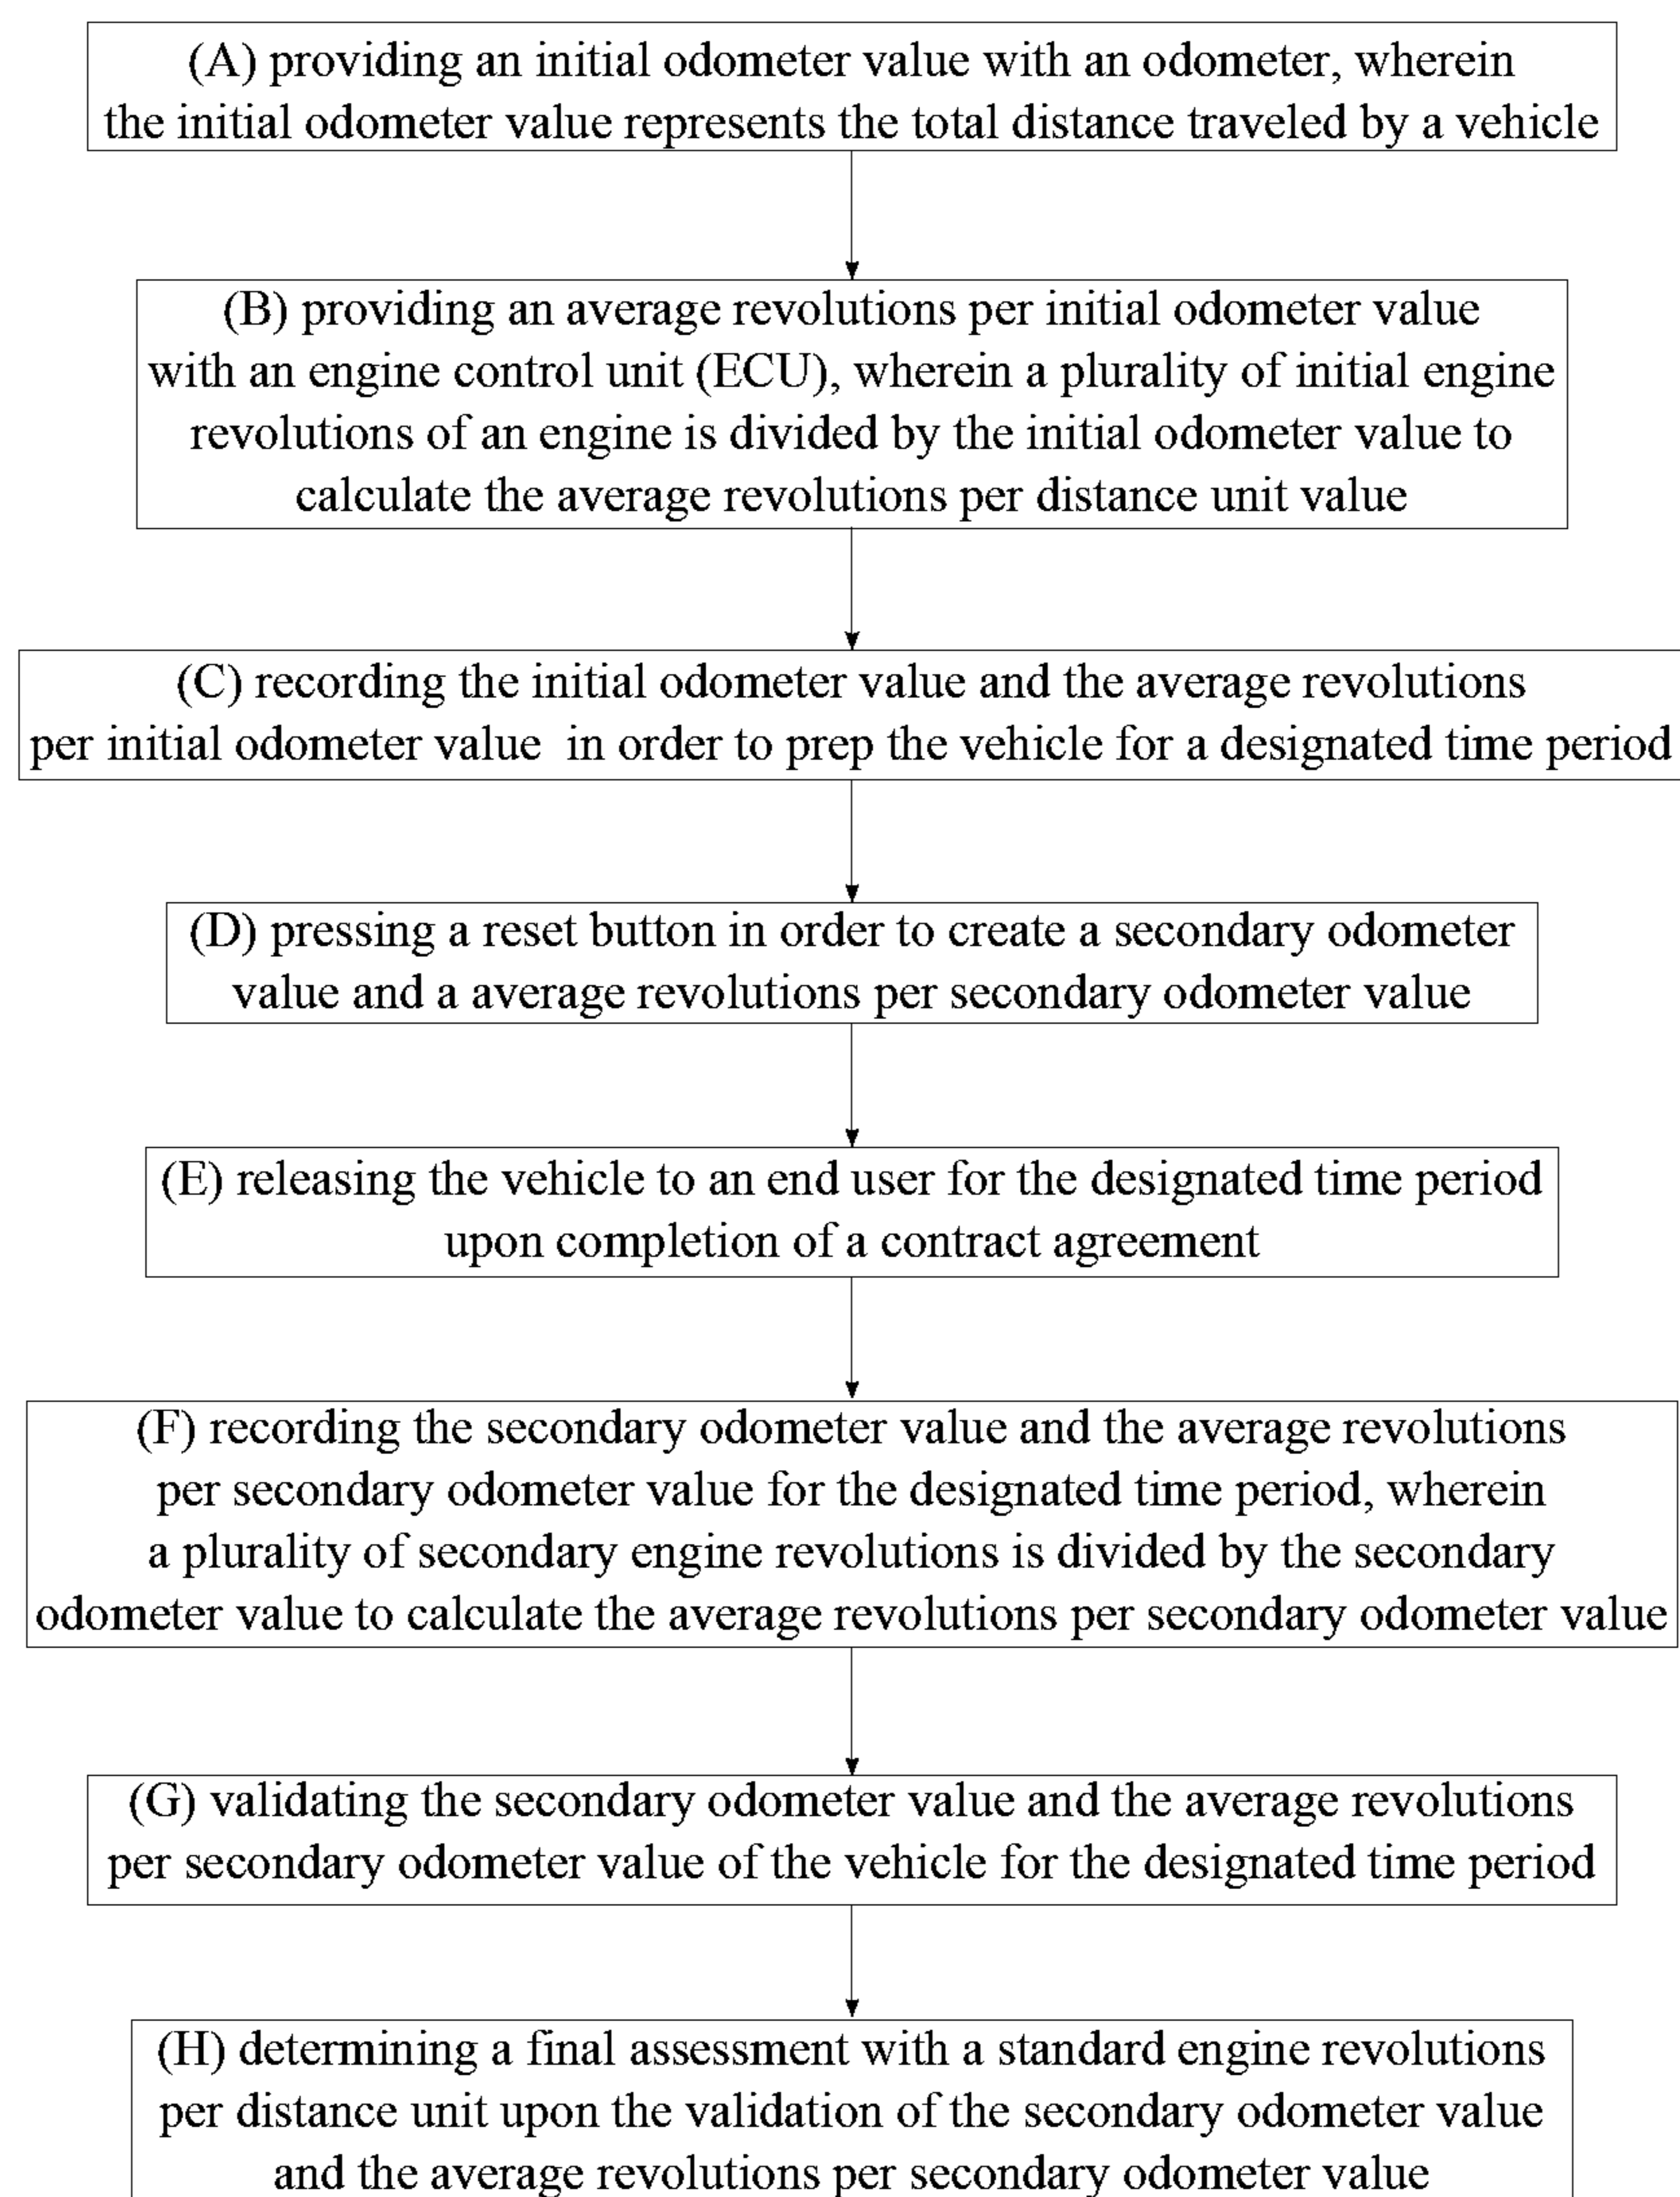 (A) providing an initial odometer value with an odometer, wherein
the initial odometer value represents the total distance traveled by a vehicle
(B) providing an average revolutions per initial odometer value
with an engine control unit (ECU), wherein a plurality of initial engine
revolutions of an engine is divided by the initial odometer value to
calculate the average revolutions per distance unit value
(C) recording the initial odometer value and the average revolutions
per initial odometer value in order to prep the vehicle for a designated time period
(D) pressing a reset button in order to create a secondary odometer
value and a average revolutions per secondary odometer value
(E) releasing the vehicle to an end user for the designated time period
upon completion of a contract agreement
(F) recording the secondary odometer value and the average revolutions
per secondary odometer value for the designated time period, wherein
a plurality of secondary engine revolutions is divided by the secondary
odometer value to calculate the average revolutions per secondary odometer value
(G) validating the secondary odometer value and the average revolutions
per secondary odometer value of the vehicle for the designated time period
(H) determining a final assessment with a standard engine revolutions
per distance unit upon the validation of the secondary odometer value
and the average revolutions per secondary odometer value